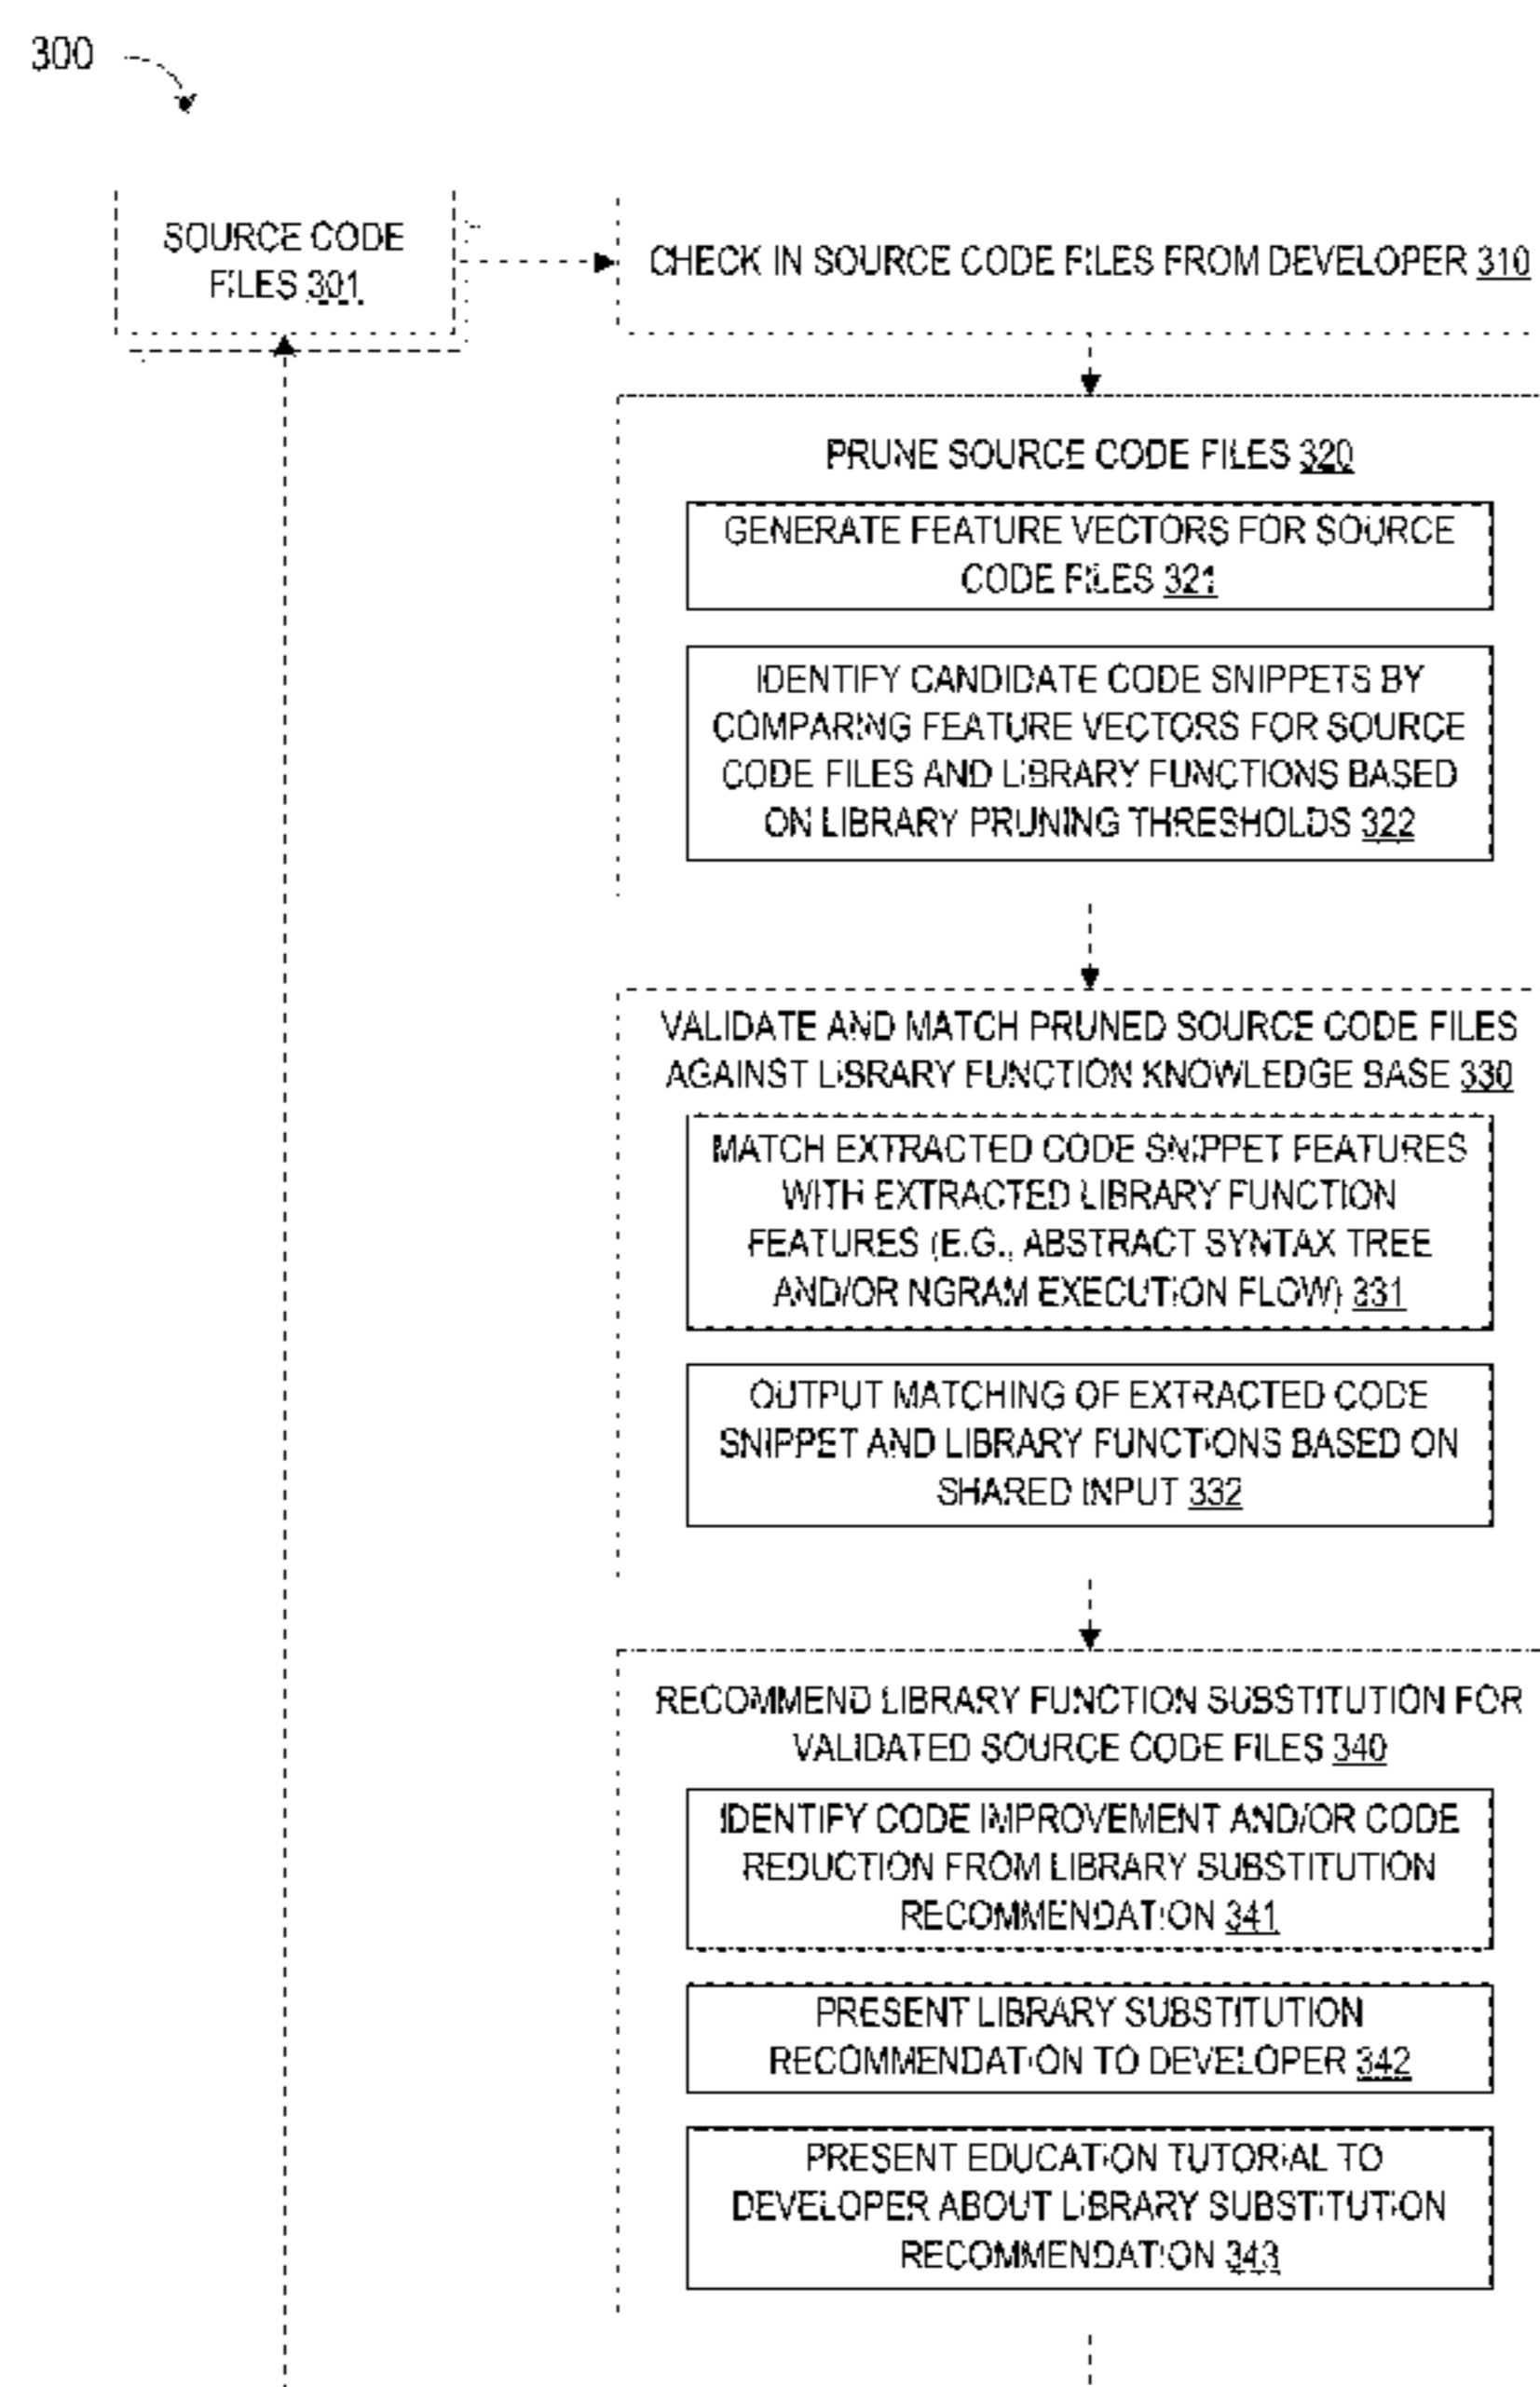 300
SOURCE CODE
FILES 301
CHECK IN SOURCE CODE FILES FROM DEVELOPER 310
PRUNE SOURCE CODE FILES 320
GENERATE FEATURE VECTORS FOR SOURCE
CODE FILES 321
IDENTIFY CANDIDATE CODE SNIPPETS BY
COMPARING FEATURE VECTORS FOR SOURCE
CODE FILES AND LIBRARY FUNCTIONS BASED
ON LIBRARY PRUNING THRESHOLDS 322
VALIDATE AND MATCH PRUNED SOURCE CODE FILES
AGAINST LIBRARY FUNCTION KNOWLEDGE BASE 330
MATCH EXTRACTED CODE SNIPPET FEATURES
WITH EXTRACTED LIBRARY FUNCTION
FEATURES (E.G., ABSTRACT SYNTAX TREE
AND/OR NGRAM EXECUTION FLOW) 331
OUTPUT MATCHING OF EXTRACTED CODE
SNIPPET AND LIBRARY FUNCTIONS BASED ON
SHARED INPUT 332
RECOMMEND LIBRARY FUNCTION SUBSTITUTION FOR
VALIDATED SOURCE CODE FILES 340
IDENTIFY CODE IMPROVEMENT AND/OR CODE
REDUCTION FROM LIBRARY SUBSTITUTION
RECOMMENDATION 341
PRESENT LIBRARY SUBSTITUTION
RECOMMENDATION TO DEVELOPER 342
PRESENT EDUCATION TUTORIAL TO
DEVELOPER ABOUT LIBRARY SUBSTITUTION
RECOMMENDATION 343